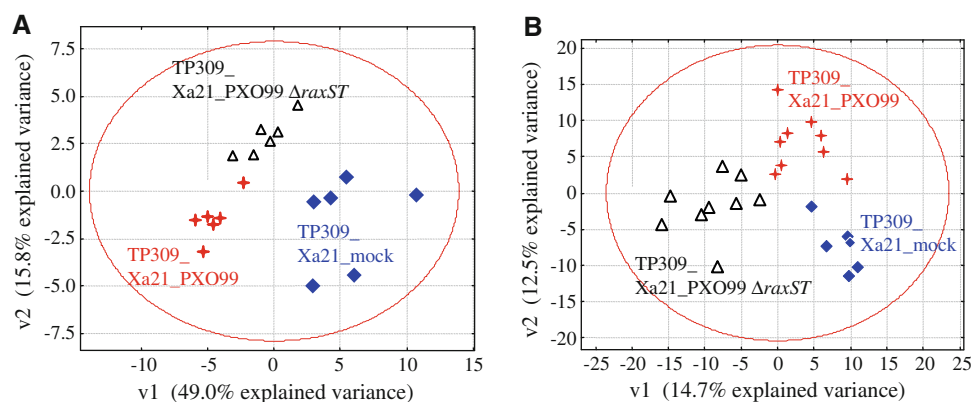 A
7.5
5.0
2.5
0.0
-2.5
-5.0
-7.5
v2 (15.8% explained variance)
TP309_
Xa21_PXO99 ΔraxST
TP309_
Xa21_mock
TP309_
Xa21_PXO99
-10 -5 0 5 10 15
v1 (49.0% explained variance)
B
20
15
10
5
0
-5
-10
-15
-20
v2 (12.5% explained variance)
TP309_
Xa21_PXO99
TP309_
Xa21_mock
TP309_
Xa21_PXO99 ΔraxST
-25 -20 -15 -10 -5 0 5 10 15 20 25
v1 (14.7% explained variance)